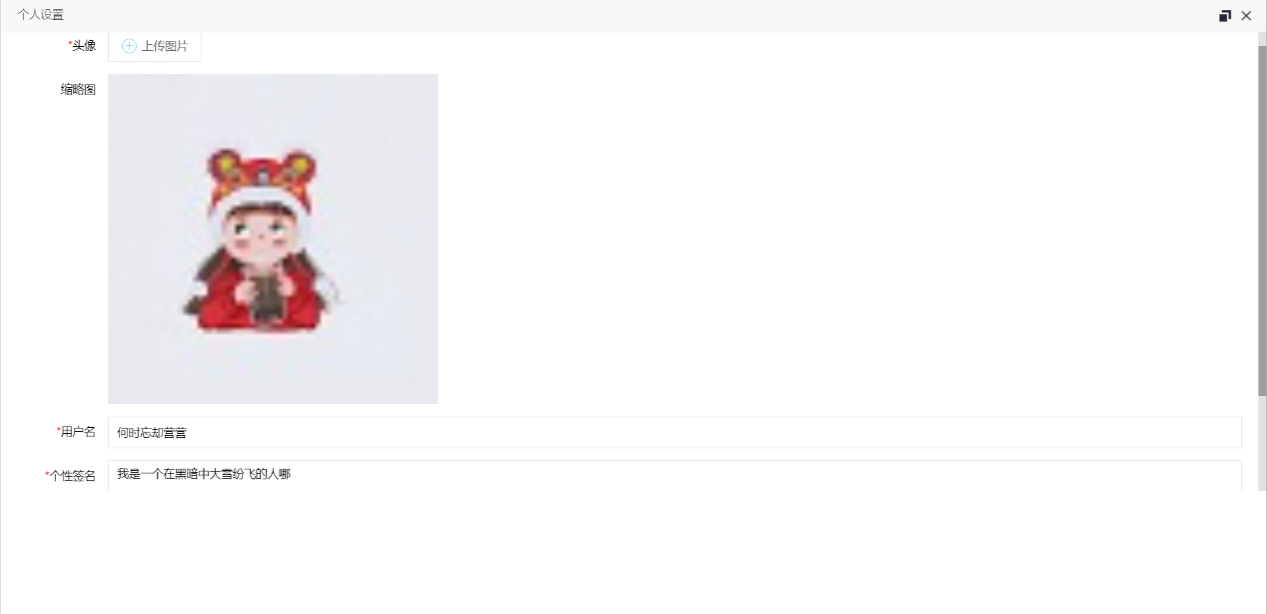 个人设置
*头像 上传图片
缩略图
*用户名 何时忘却营营
*个性签名 我是一个在黑暗中大雪纷飞的人哪